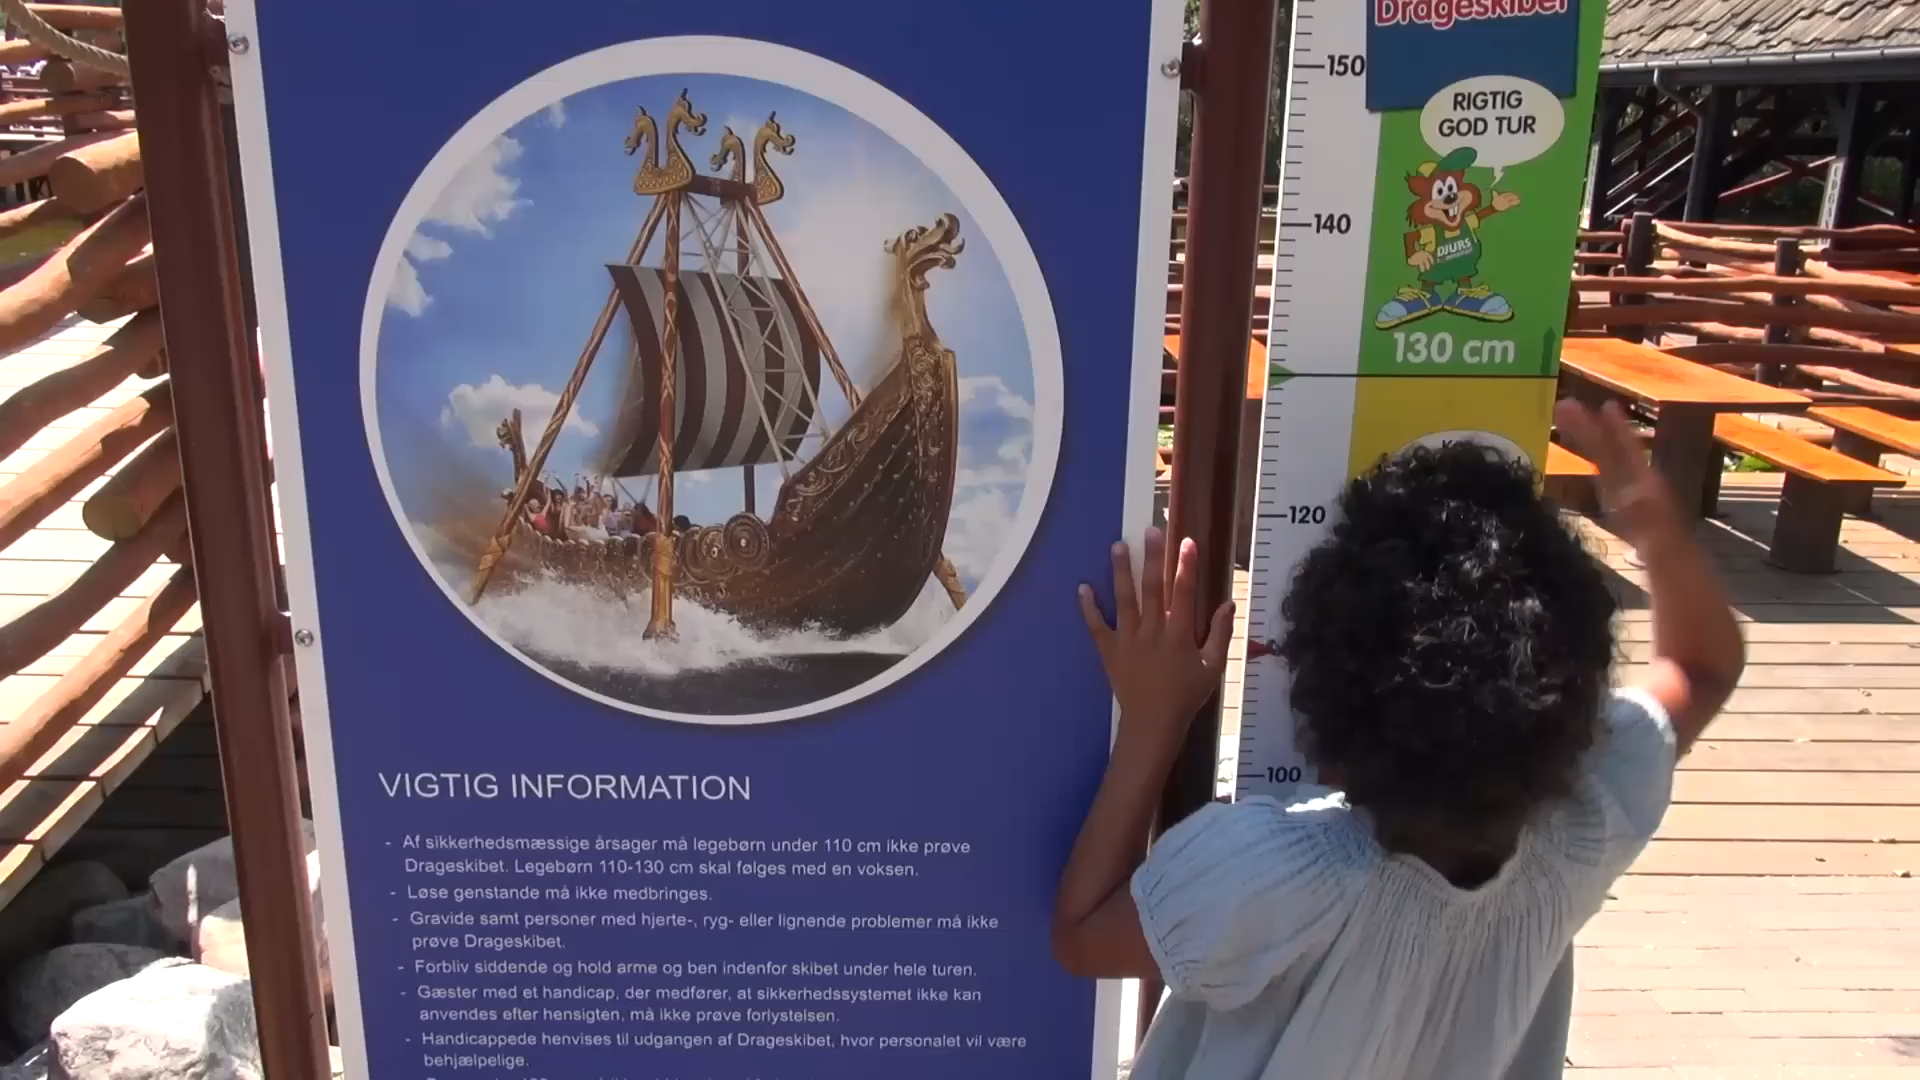 VIGTIG INFORMATION
- Af sikkerhedsmæssige årsager må legebørn under 110 cm ikke prøve
Drageskibet. Legebørn 110-130 cm skal følges med en voksen.
- Løse genstande må ikke medbringes.
- Gravide samt personer med hjerte-, ryg- eller lignende problemer må ikke
prøve Drageskibet.
- Forbliv siddende og hold arme og ben indenfor skibet under hele turen.
- Gæster med et handicap, der medfører, at sikkerhedssystemet ikke kan
anvendes efter hensigten, må ikke prøve forlystelsen.
- Handicappede henvises til udgangen af Drageskibet, hvor personalet vil være
behjælpelige.
Drageskibet
150
RIGTIG
GOD TUR
140
DJURS
130 cm
120
100